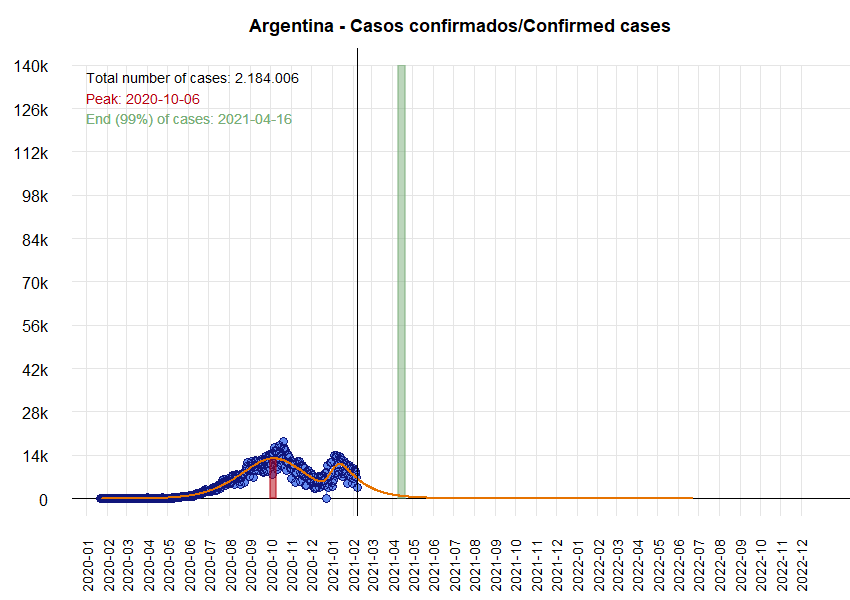 Argentina - Casos confirmados/Confirmed cases
140k
126k
112k
98k
84k
70k
56k
42k
28k
14k
0
Total number of cases: 2.184.006
Peak: 2020-10-06
End (99%) of cases: 2021-04-16
2020-01
2020-02
2020-03
2020-04
2020-05
2020-06
2020-07
2020-08
2020-09
2020-10
2020-11
2020-12
2021-01
2021-02
2021-03
2021-04
2021-05
2021-06
2021-07
2021-08
2021-09
2021-10
2021-11
2021-12
2022-01
2022-02
2022-03
2022-04
2022-05
2022-06
2022-07
2022-08
2022-09
2022-10
2022-11
2022-12